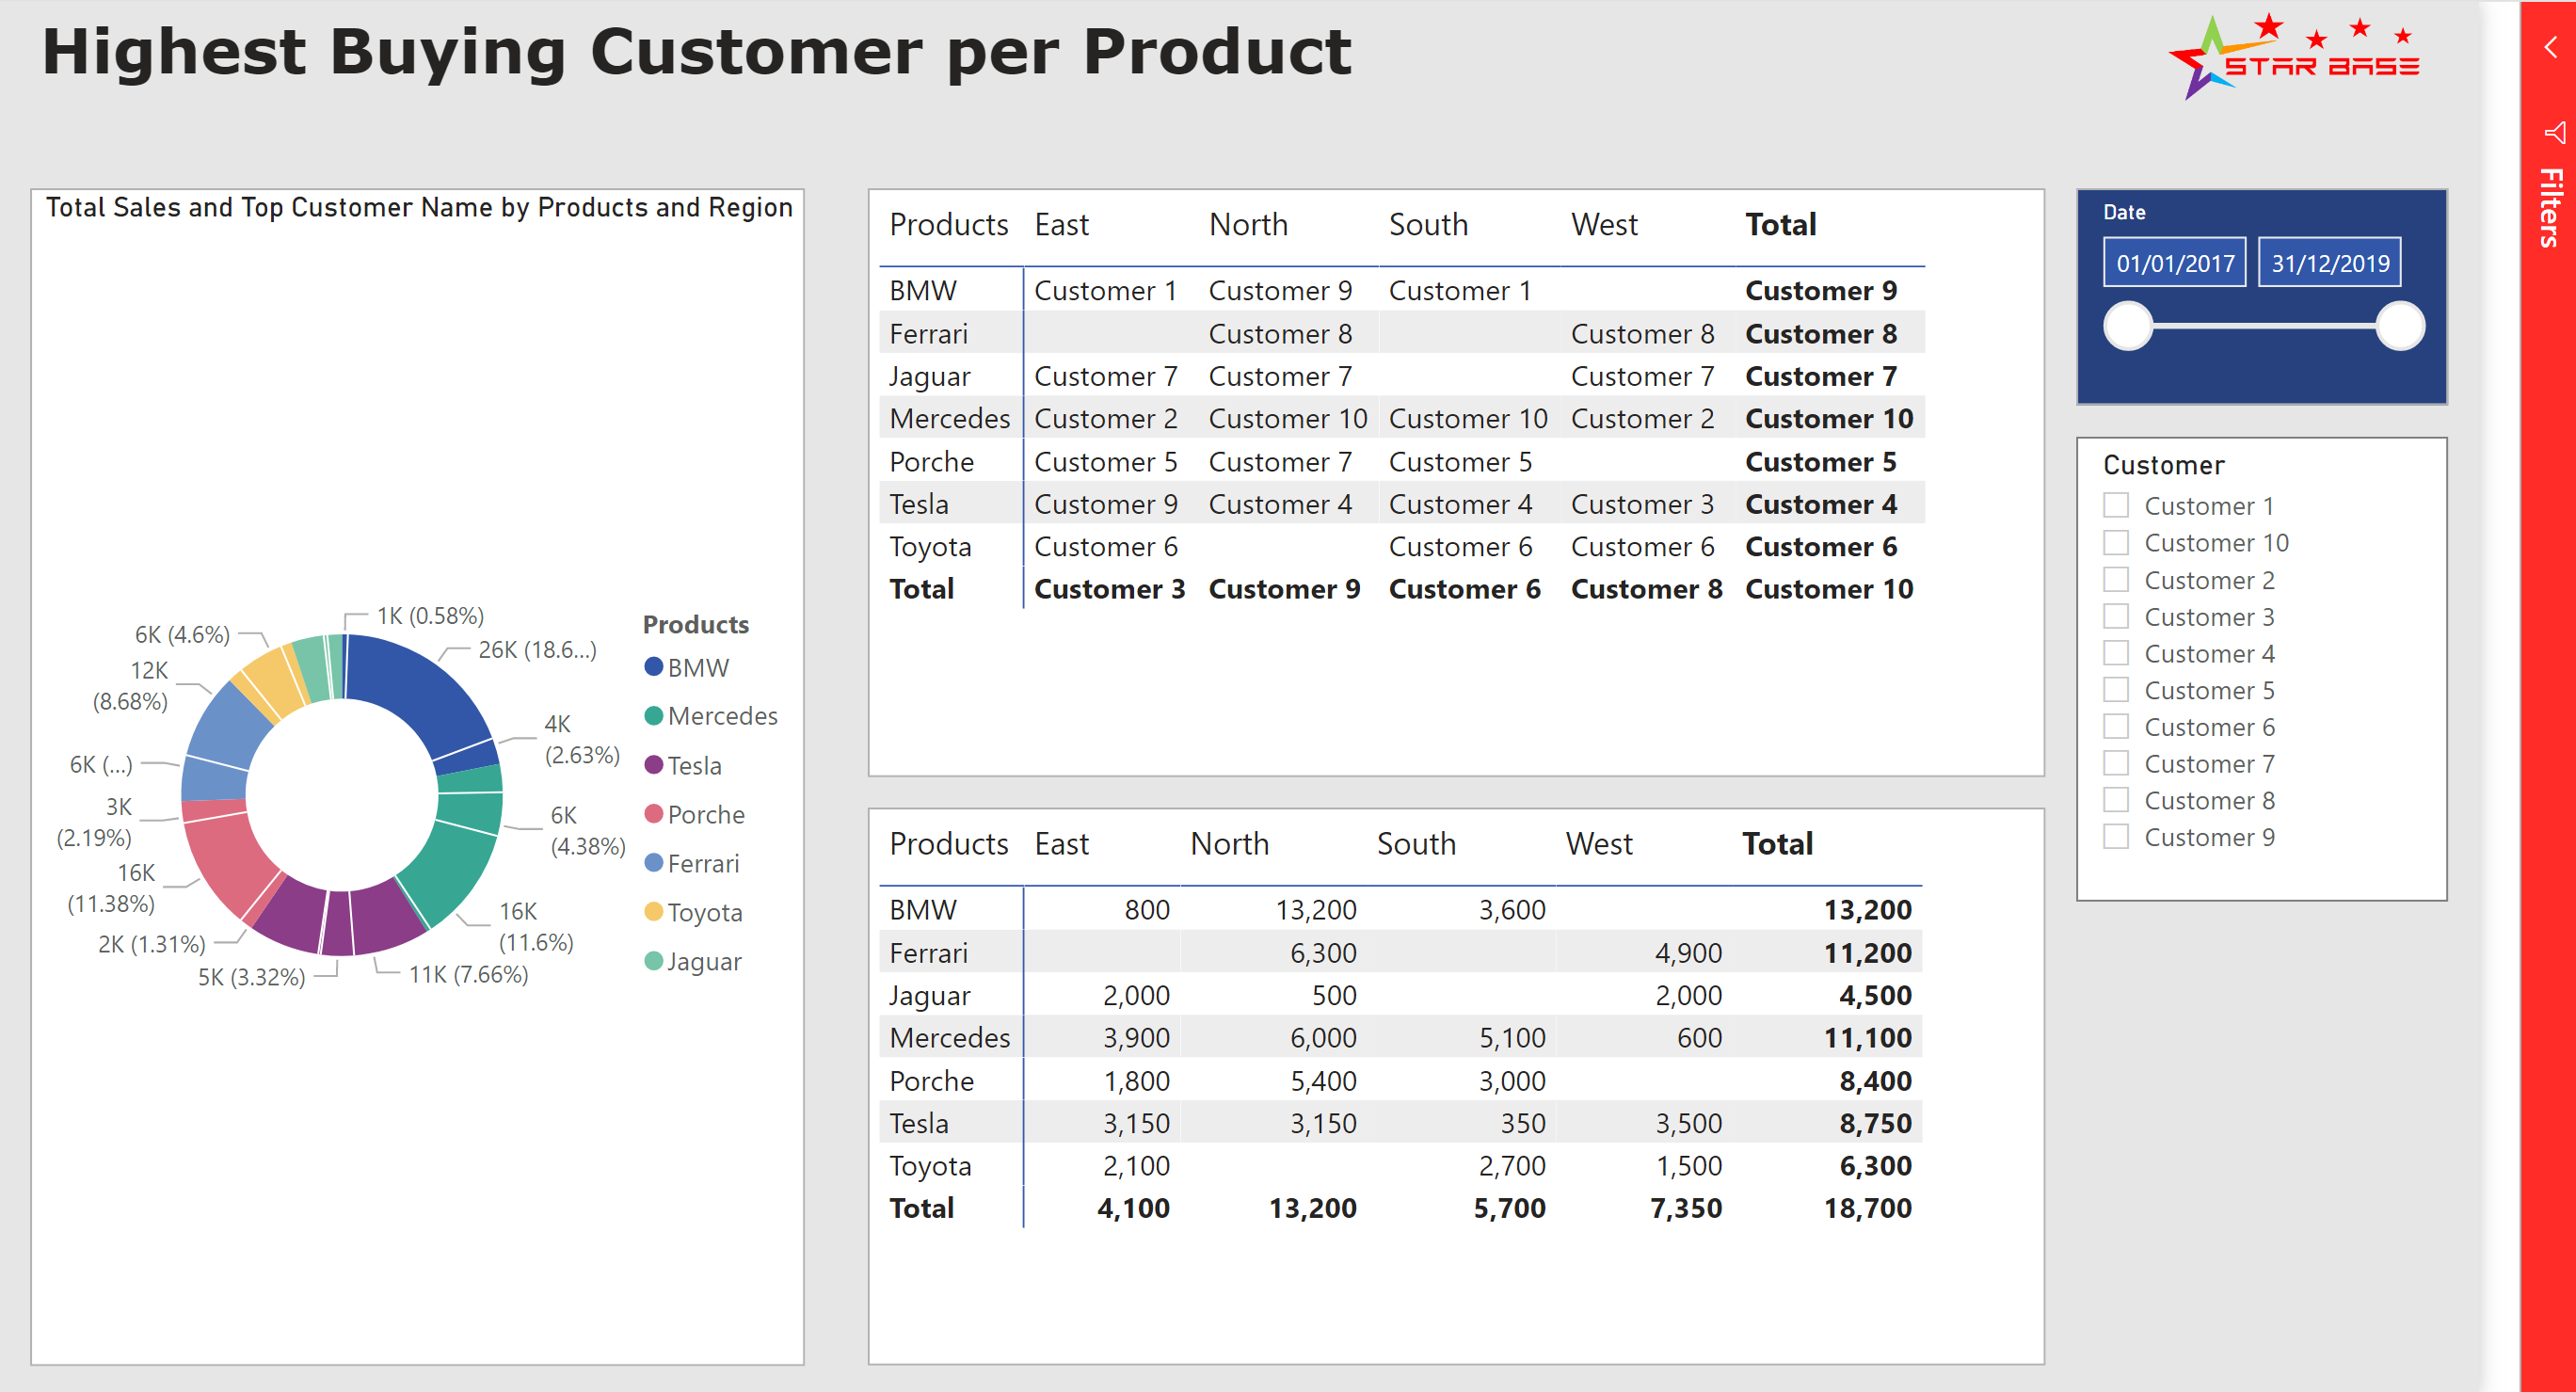 Highest Buying Customer per Product
STAR BASE
Filters
Total Sales and Top Customer Name by Products and Region
1K (0.58%)
26K (18.6...)
4K
(2.63%)
6K
(4.38%)
16K
(11.6%)
11K (7.66%)
5K (3.32%)
2K (1.31%)
16K
(11.38%)
3K
(2.19%)
6K (...)
12K
(8.68%)
6K (4.6%)
Products
BMW
Mercedes
Tesla
Porche
Ferrari
Toyota
Jaguar
Products East North South West Total
BMW Customer 1 Customer 9 Customer 1 Customer 9
Ferrari Customer 8 Customer 8 Customer 8
Jaguar Customer 7 Customer 7 Customer 7 Customer 7
Mercedes Customer 2 Customer 10 Customer 10 Customer 2 Customer 10
Porche Customer 5 Customer 7 Customer 5 Customer 5
Tesla Customer 9 Customer 4 Customer 4 Customer 3 Customer 4
Toyota Customer 6 Customer 6 Customer 6 Customer 6
Total Customer 3 Customer 9 Customer 6 Customer 8 Customer 10
Products East North South West Total
BMW 800 13,200 3,600 13,200
Ferrari 6,300 4,900 11,200
Jaguar 2,000 500 2,000 4,500
Mercedes 3,900 6,000 5,100 600 11,100
Porche 1,800 5,400 3,000 8,400
Tesla 3,150 3,150 350 3,500 8,750
Toyota 2,100 2,700 1,500 6,300
Total 4,100 13,200 5,700 7,350 18,700
Date
01/01/2017 31/12/2019
Customer
Customer 1
Customer 10
Customer 2
Customer 3
Customer 4
Customer 5
Customer 6
Customer 7
Customer 8
Customer 9